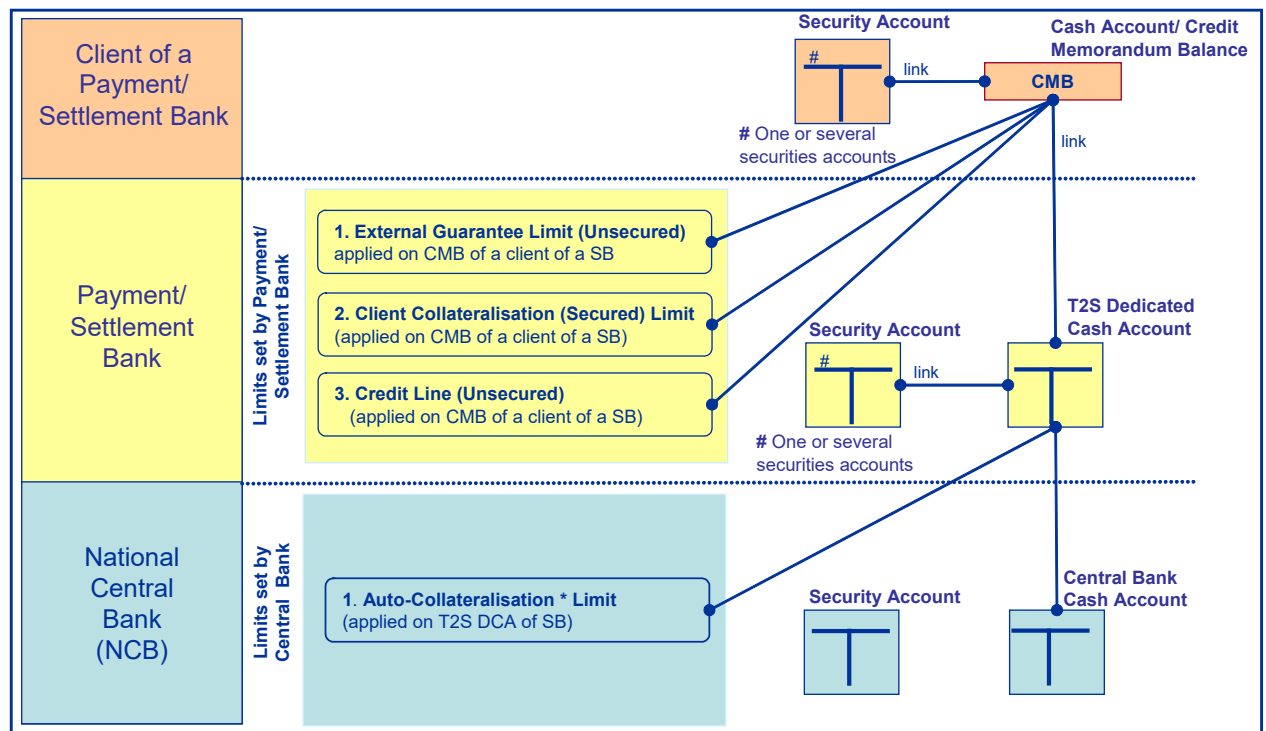 Client of a
Payment/
Settlement Bank
Security Account
#
link
Cash Account/ Credit
Memorandum Balance
CMB
# One or several
securities accounts
link
Payment/
Settlement
Bank
Limits set by Payment/
Settlement Bank
1. External Guarantee Limit (Unsecured)
applied on CMB of a client of a SB
2. Client Collateralisation (Secured) Limit
(applied on CMB of a client of a SB)
3. Credit Line (Unsecured)
(applied on CMB of a client of a SB)
Security Account
#
link
T2S Dedicated
Cash Account
# One or several
securities accounts
National
Central
Bank
(NCB)
Limits set by
Central Bank
1. Auto-Collateralisation * Limit
(applied on T2S DCA of SB)
Security Account
Central Bank
Cash Account